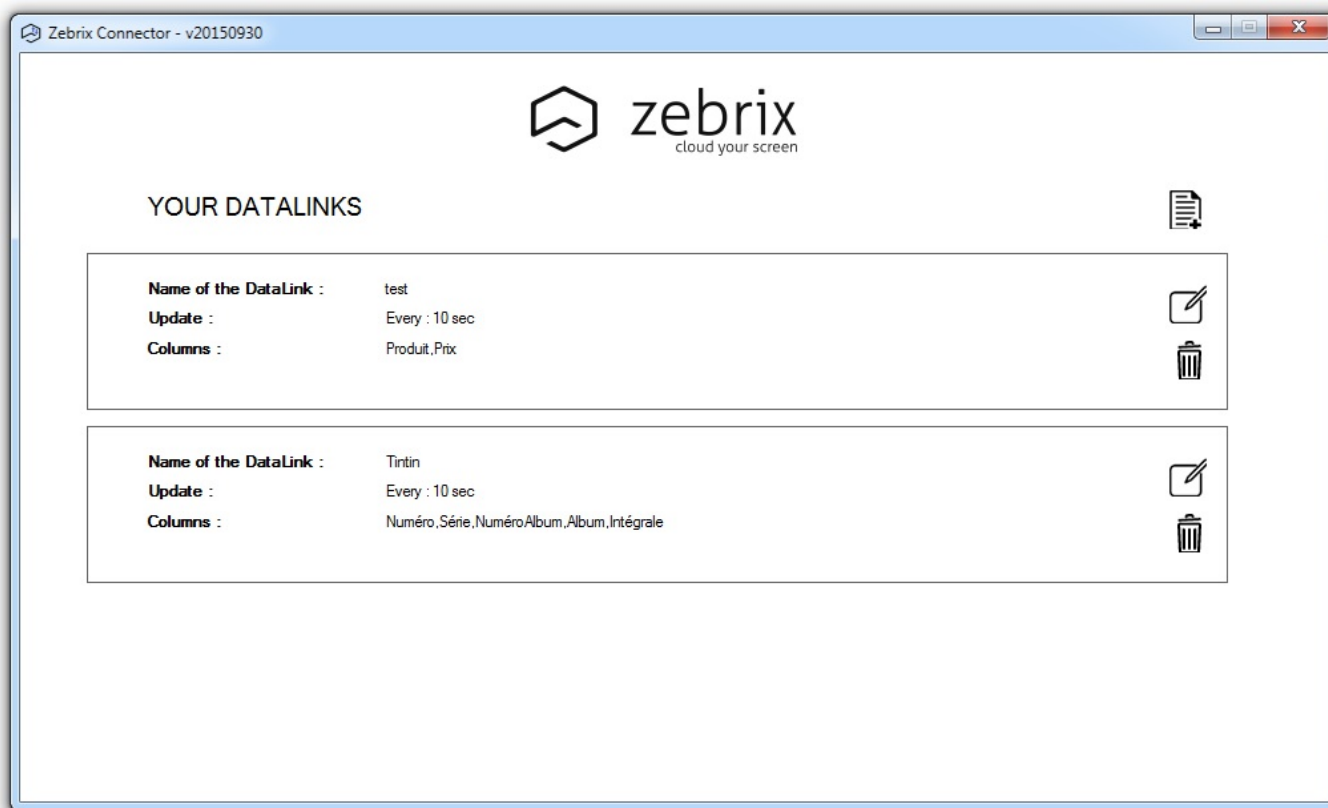 Zebrix Connector - v20150930
zebrix
cloud your screen
YOUR DATALINKS
Name of the DataLink : test
Update : Every : 10 sec
Columns : Produit,Prix
Name of the DataLink : Tintin
Update : Every : 10 sec
Columns : Numéro,Série,NuméroAlbum,Album,Intégrale